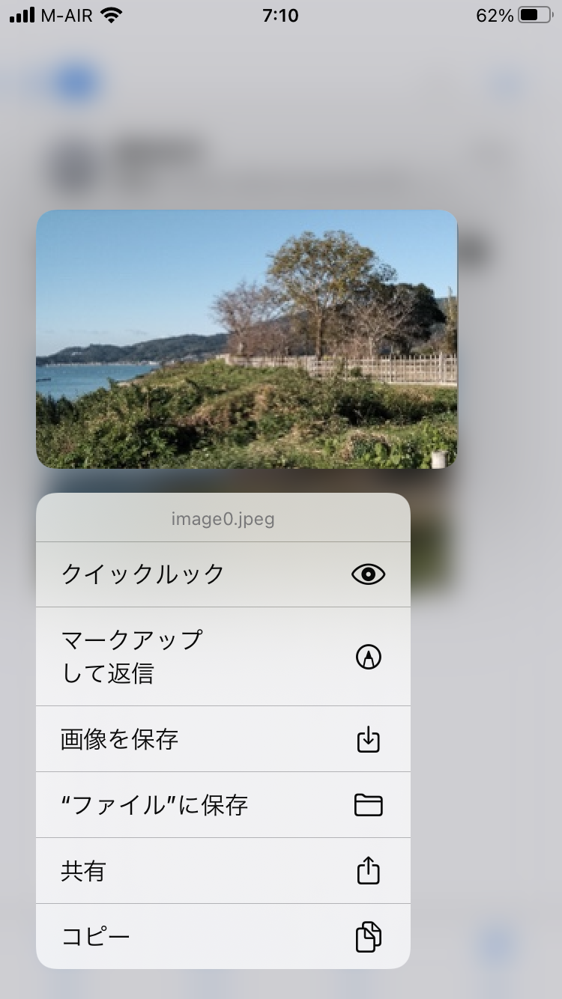 M-AIR 7:10 62%
image0.jpeg
クイックルック
マークアップ
して返信
画像を保存
“ファイル”に保存
共有
コピー